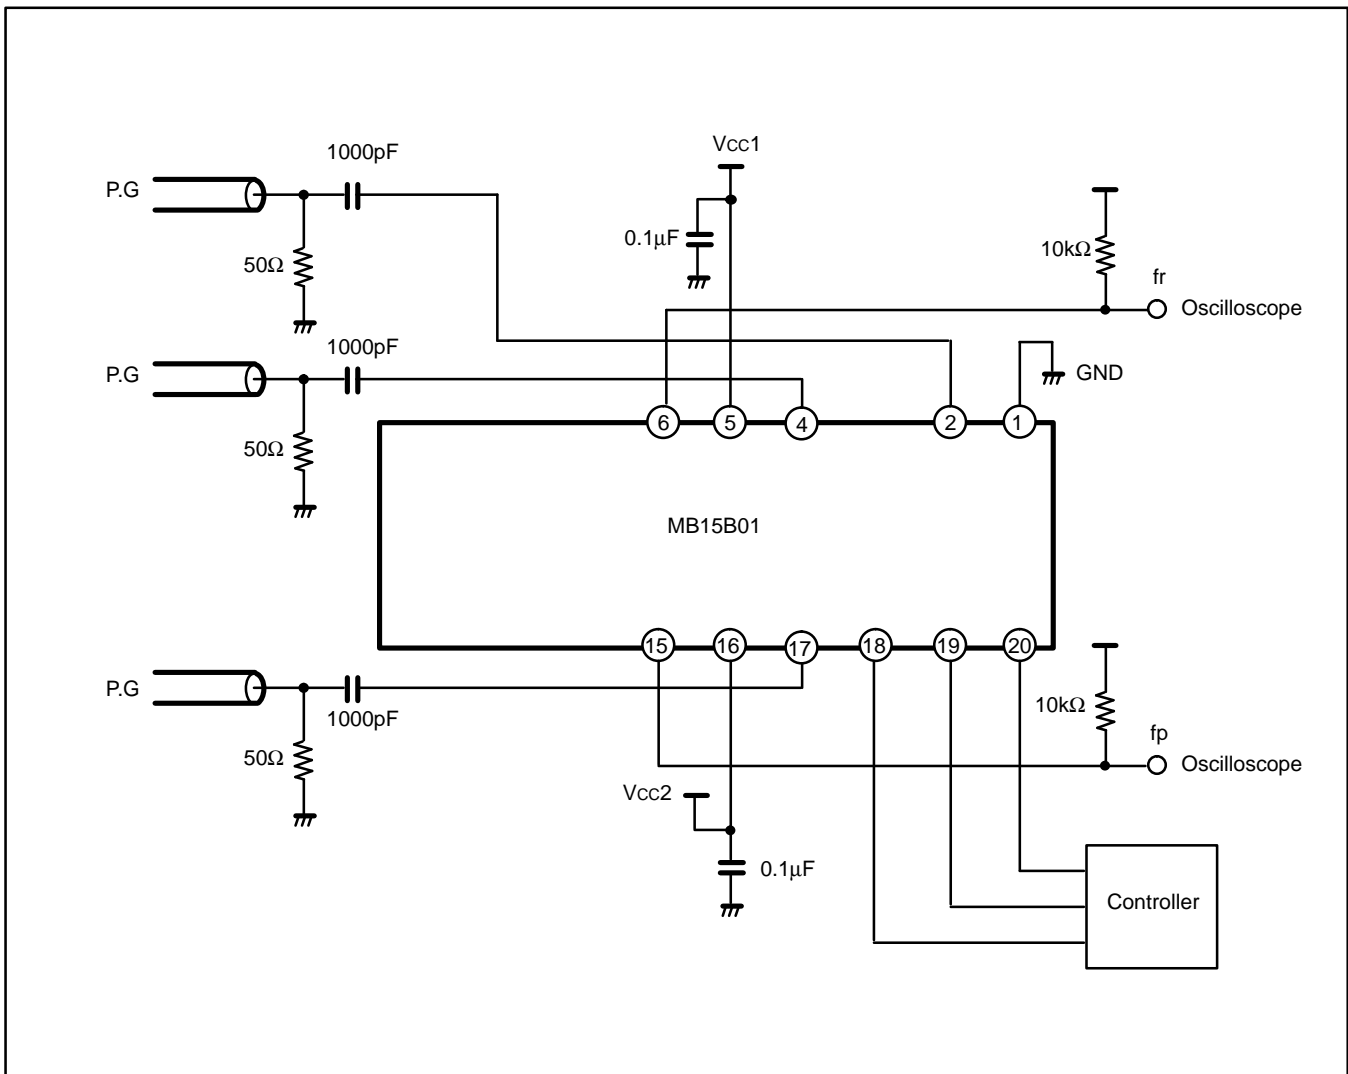 1000pF
Vcc1
P.G
0.1μF
10kΩ
50Ω
fr
Oscilloscope
1000pF
P.G
GND
6
5
4
2
1
50Ω
MB15B01
15
16
17
18
19
20
P.G
1000pF
10kΩ
50Ω
fp
Oscilloscope
Vcc2
0.1μF
Controller